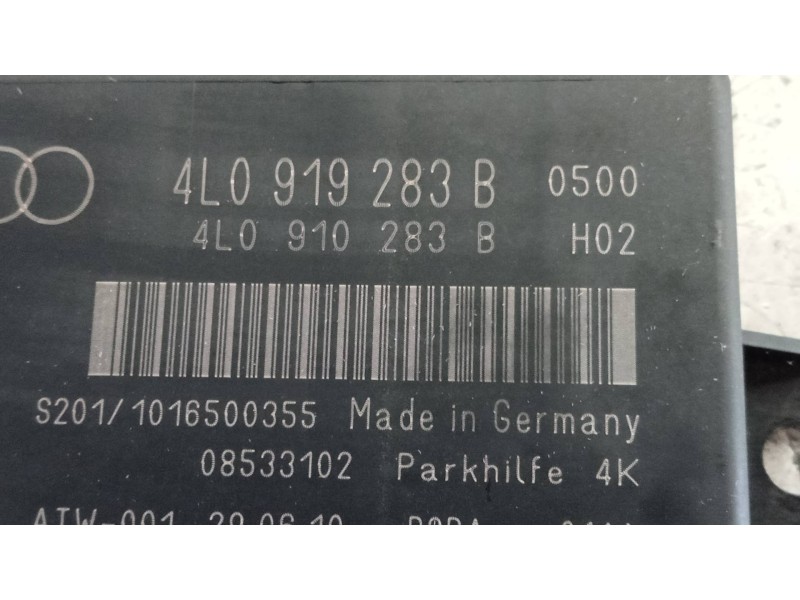 4L0 919 283 B 0500
4L0 910 283 B H02
S201/1016500355 Made in Germany
08533102 Parkhilfe 4K